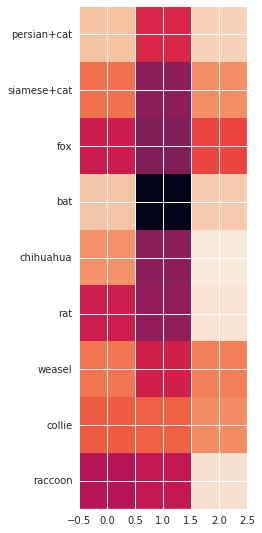 persian+cat
siamese+cat
fox
bat
chihuahua
rat
weasel
collie
raccoon
−0.5 0.0 0.5 1.0 1.5 2.0 2.5